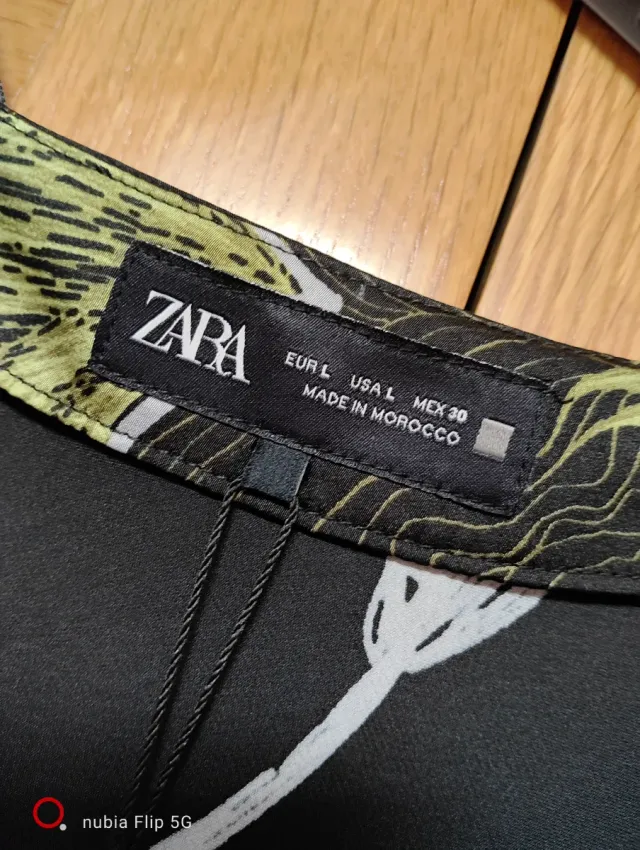 ZARA
EUR L USA L MEX 30
MADE IN MOROCCO
nubia Flip 5G